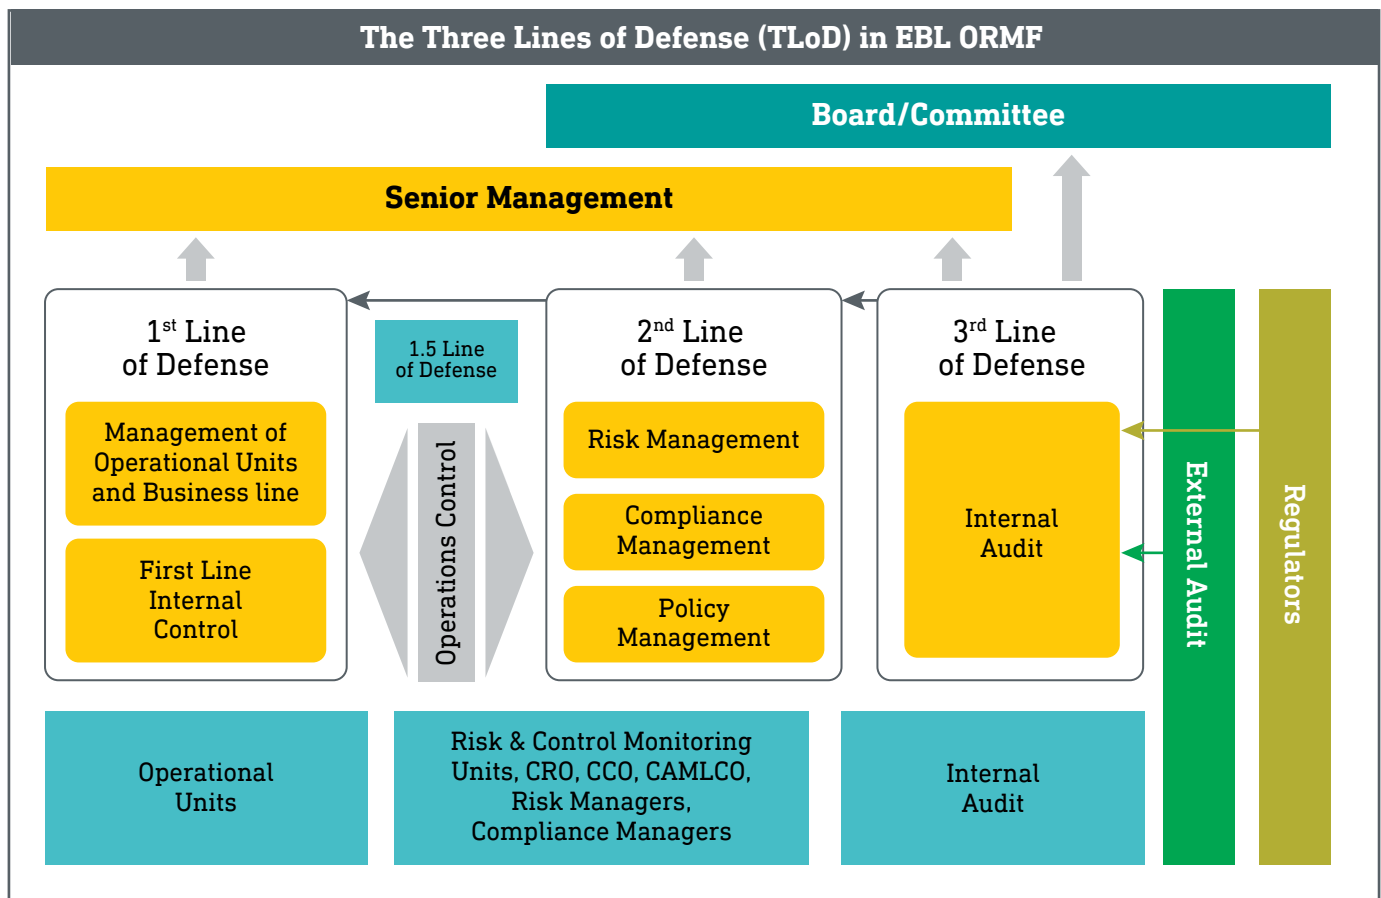 The Three Lines of Defense (TLoD) in EBL ORMF
Board/Committee
Senior Management
1st Line
of Defense
Management of
Operational Units
and Business line
First Line
Internal
Control
1.5 Line
of Defense
Operations Control
2nd Line
of Defense
Risk Management
Compliance
Management
Policy
Management
3rd Line
of Defense
Internal
Audit
External Audit
Regulators
Operational
Units
Risk & Control Monitoring
Units, CRO, CCO, CAMLCO,
Risk Managers,
Compliance Managers
Internal
Audit